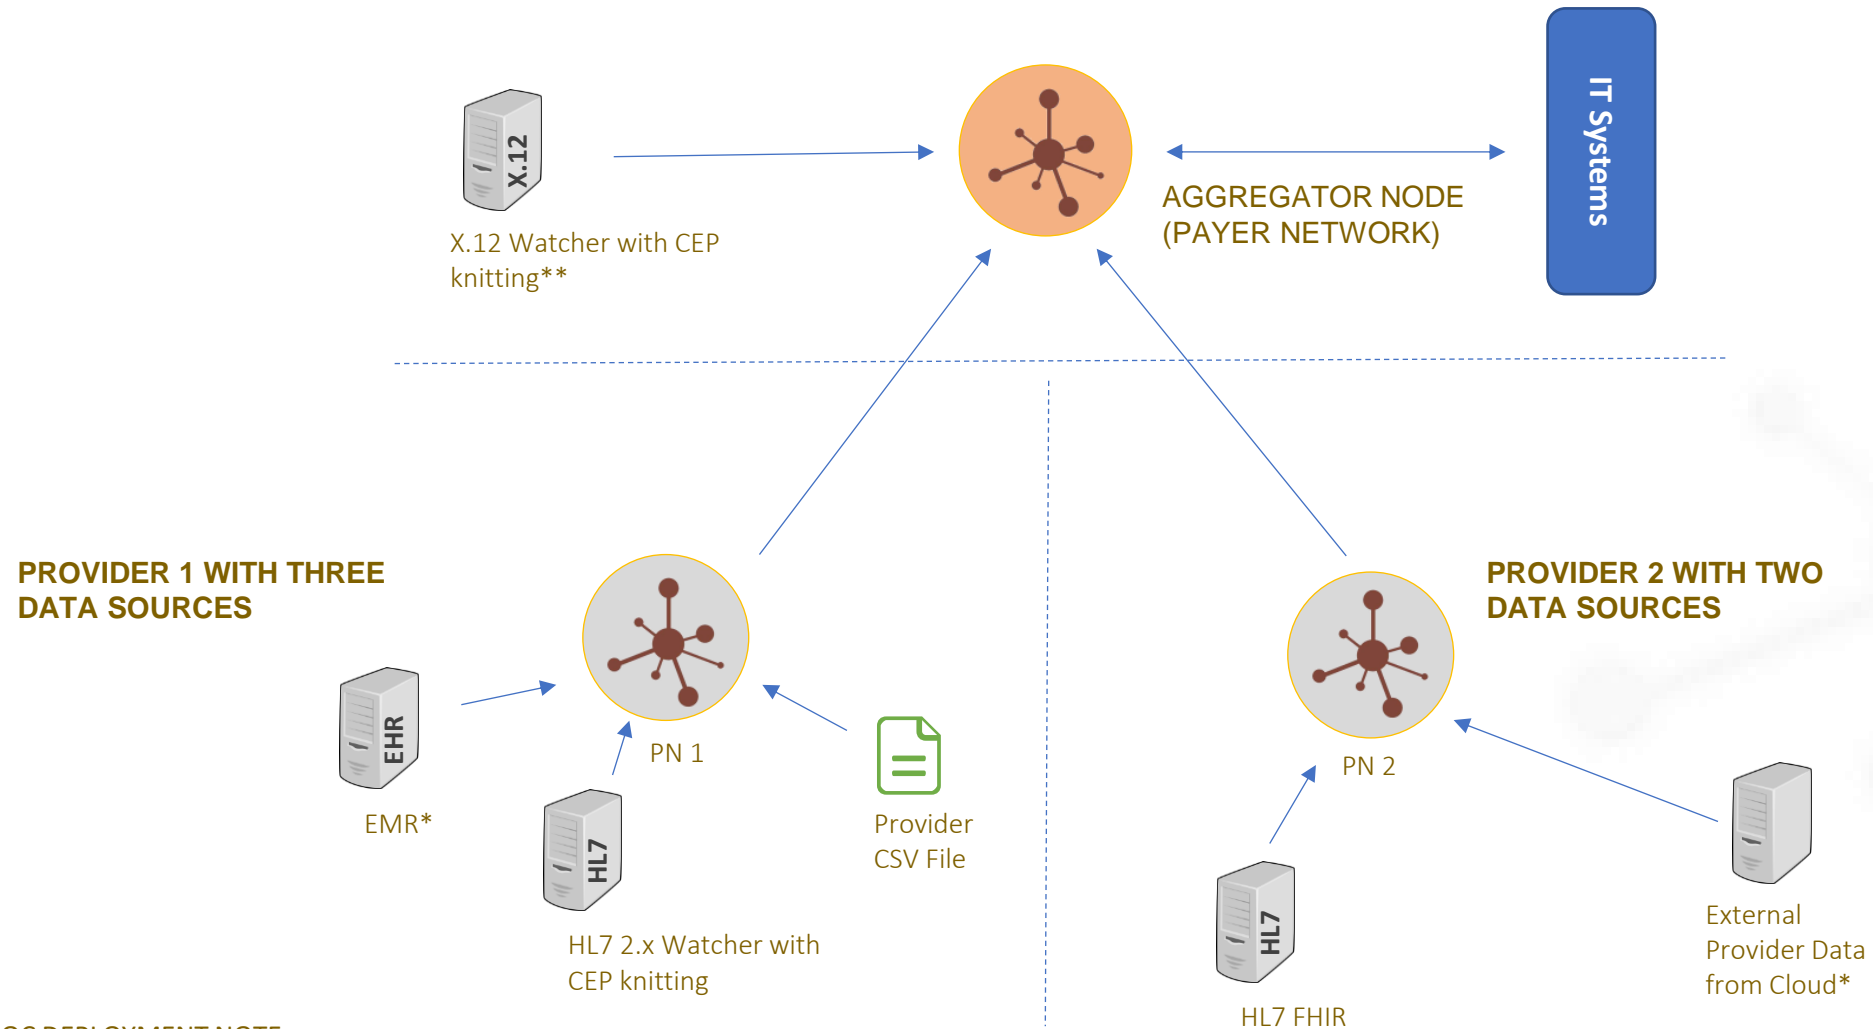 IT Systems
X.12
X.12 Watcher with CEP
knitting**
AGGREGATOR NODE
(PAYER NETWORK)
PROVIDER 1 WITH THREE
DATA SOURCES
PROVIDER 2 WITH TWO
DATA SOURCES
EHR
EMR*
PN 1
HL7
HL7 2.x Watcher with
CEP knitting
Provider
CSV File
PN 2
HL7
HL7 FHIR
External
Provider Data
from Cloud*
DEPLOYMENT NOTE